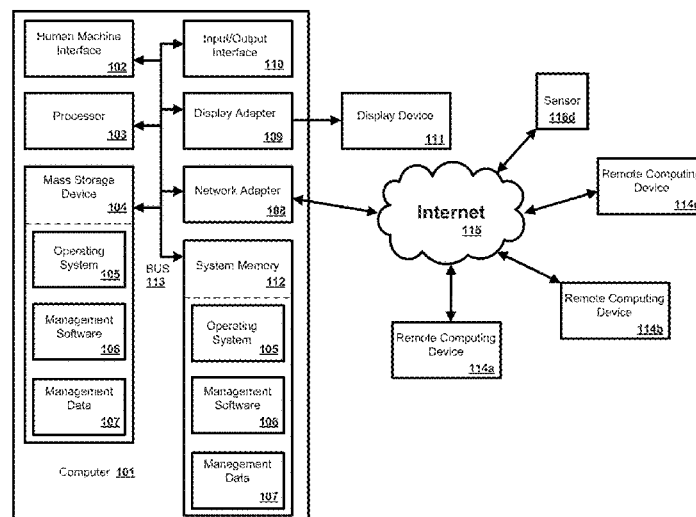 Human Machine
Interface
102
Input/Output
Interface
110
Processor
103
Display Adapter
109
Display Device
111
Sensor
Mass Storage
Device
104
Network Adapter
108
Internet
115
Remote Computing
Device
Operating
System
105
BUS
113
System Memory
112
Remote Computing
Device
114b
Management
Software
106
Operating
System
105
Remote Computing
Device
114a
Management
Data
107
Management
Software
106
Computer 101
Management
Data
107